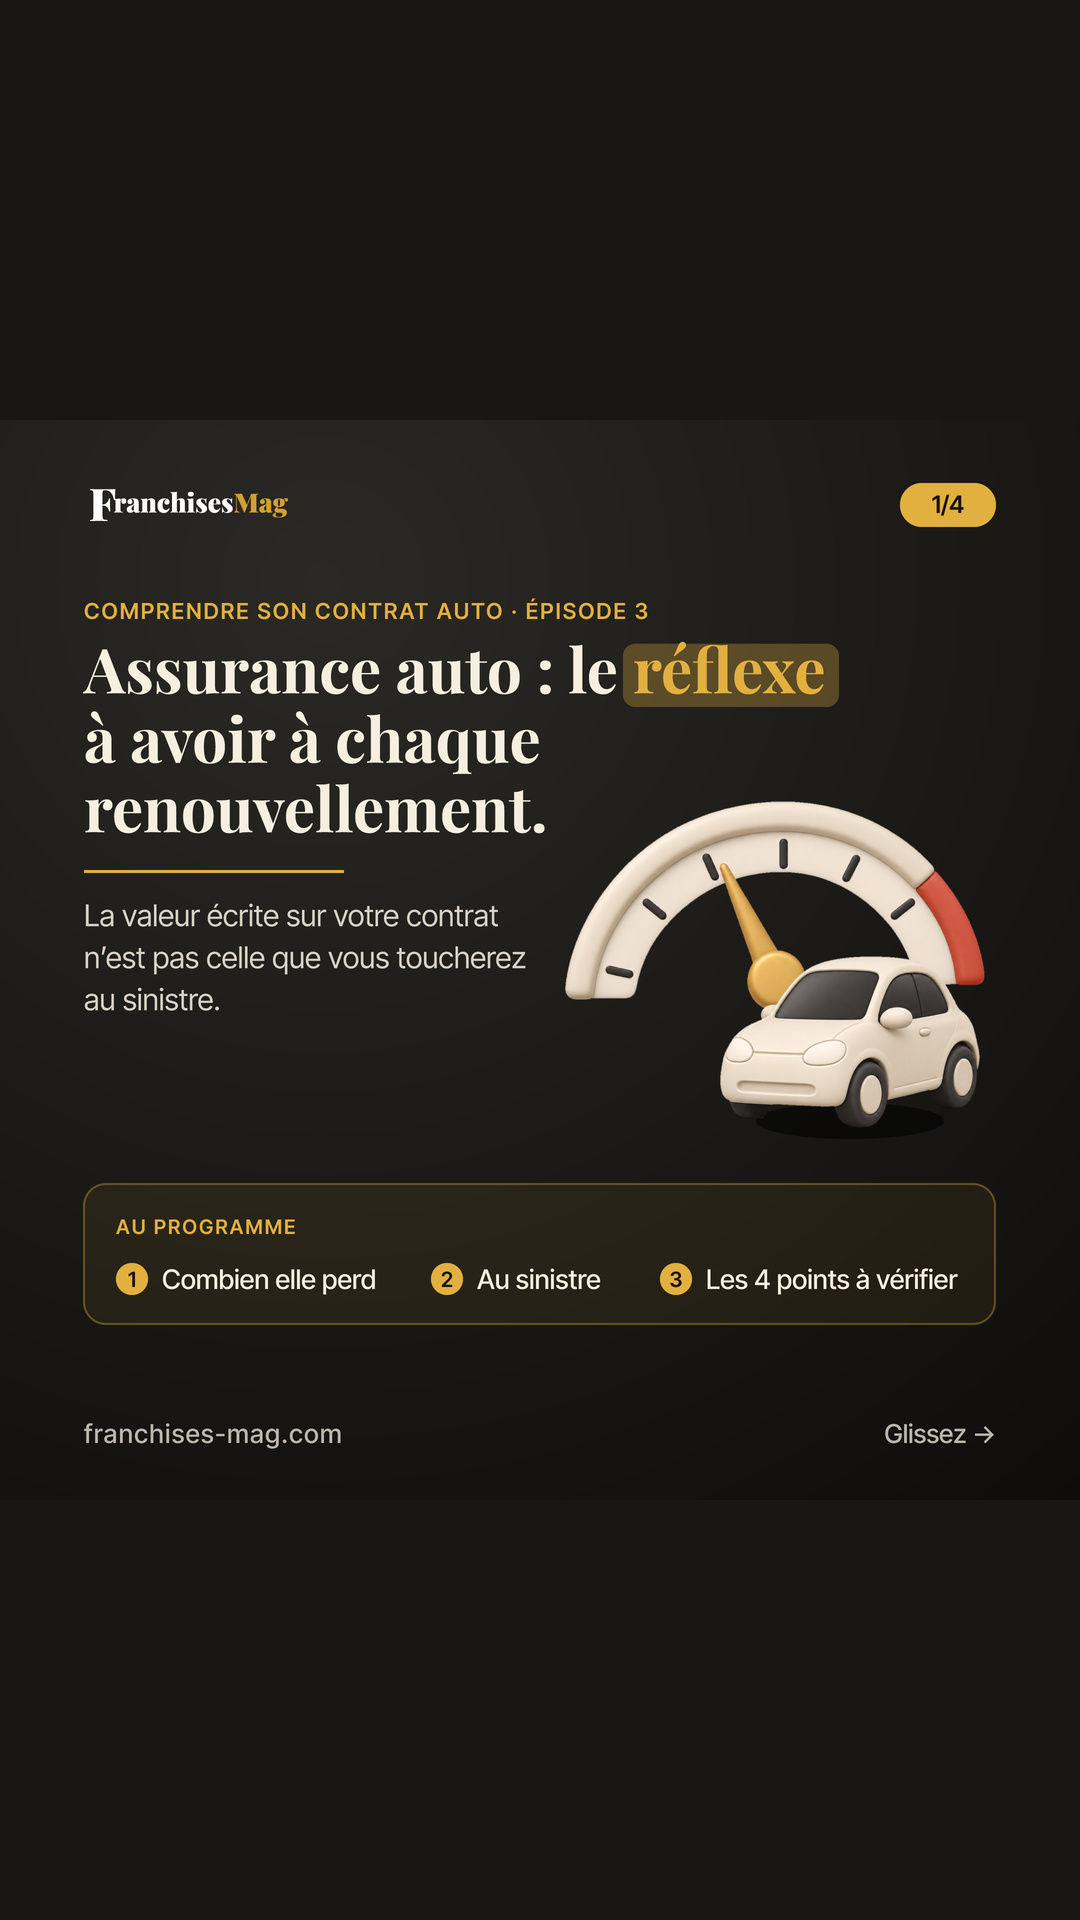 FranchisesMag
1/4
COMPRENDRE SON CONTRAT AUTO · ÉPISODE 3
Assurance auto : le réflexe
à avoir à chaque
renouvellement.
La valeur écrite sur votre contrat
n’est pas celle que vous toucherez
au sinistre.
AU PROGRAMME
1 Combien elle perd
2 Au sinistre
3 Les 4 points à vérifier
franchises-mag.com
Glissez →